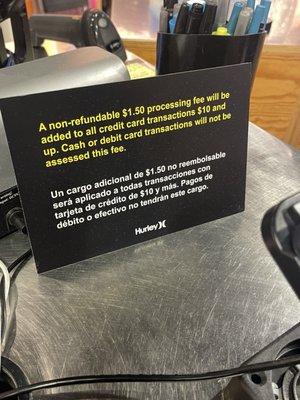 A non-refundable $1.50 processing fee will be
added to all credit card transactions $10 and
up. Cash or debit card transactions will not be
assessed this fee.
Un cargo adicional de $1.50 no reembolsable
será aplicado a todas transacciones con
tarjeta de crédito de $10 y más. Pagos de
débito o efectivo no tendrán este cargo.
Hurley